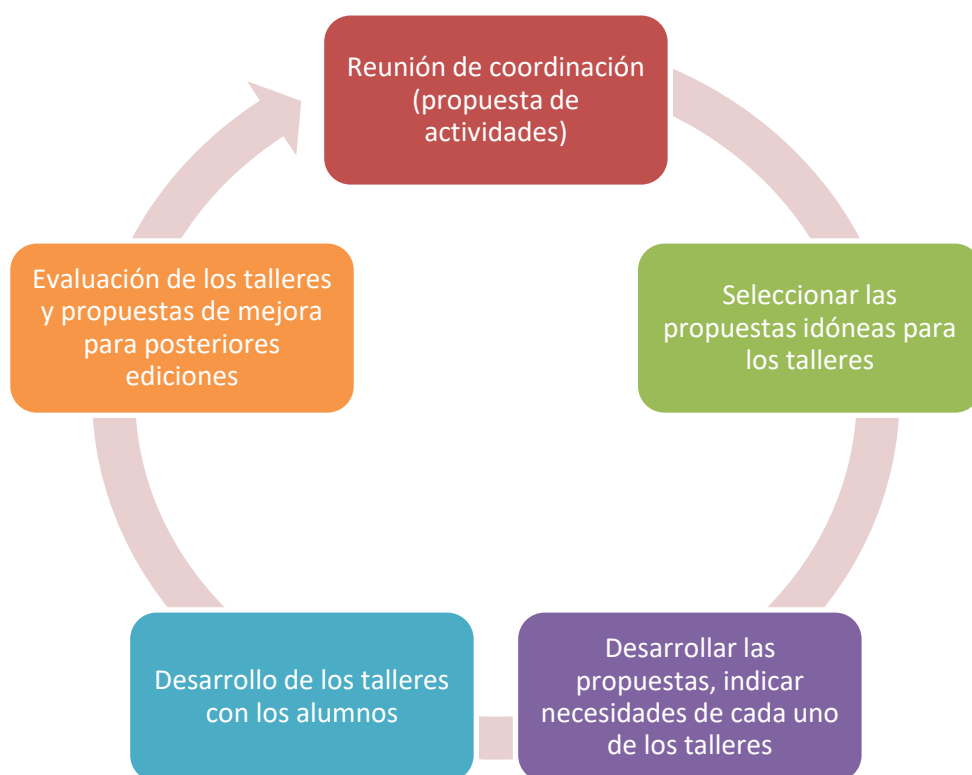 Reunión de coordinación
(propuesta de
actividades)
Seleccionar las
propuestas idóneas para
los talleres
Desarrollar las
propuestas, indicar
necesidades de cada uno
de los talleres
Desarrollo de los talleres
con los alumnos
Evaluación de los talleres
y propuestas de mejora
para posteriores
ediciones